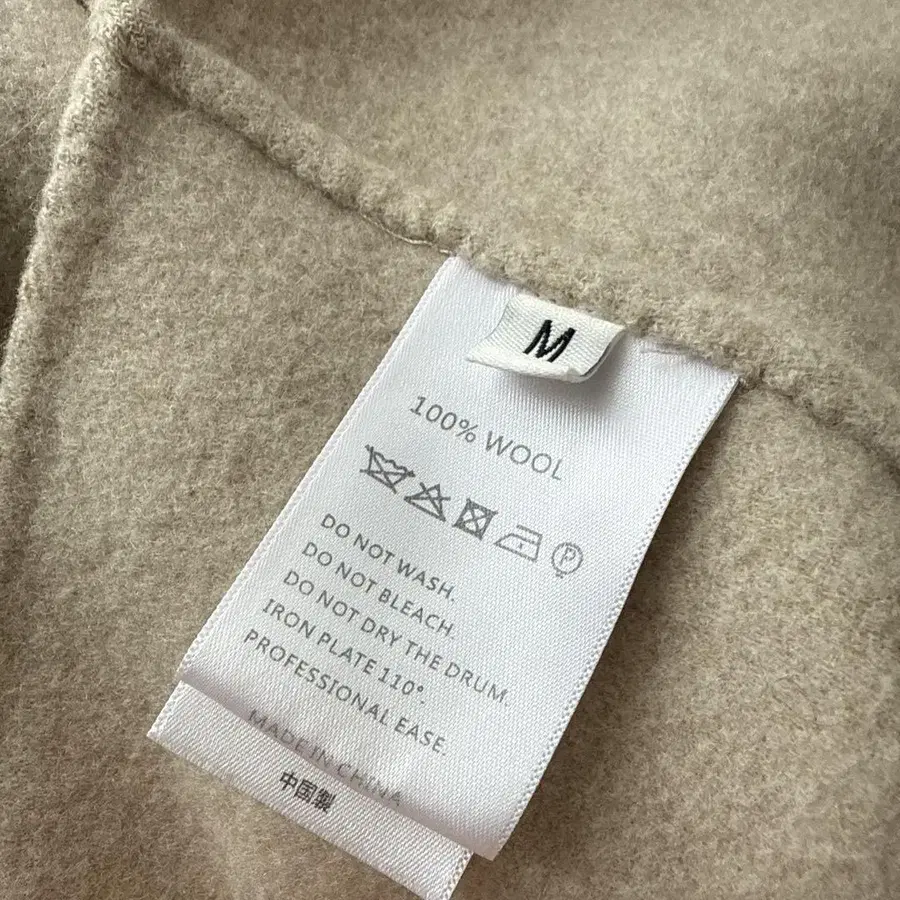 M
100% WOOL
DO NOT WASH.
DO NOT BLEACH.
DO NOT DRY THE DRUM.
IRON PLATE 110°.
PROFESSIONAL EASE.
MADE IN CHINA
中国製